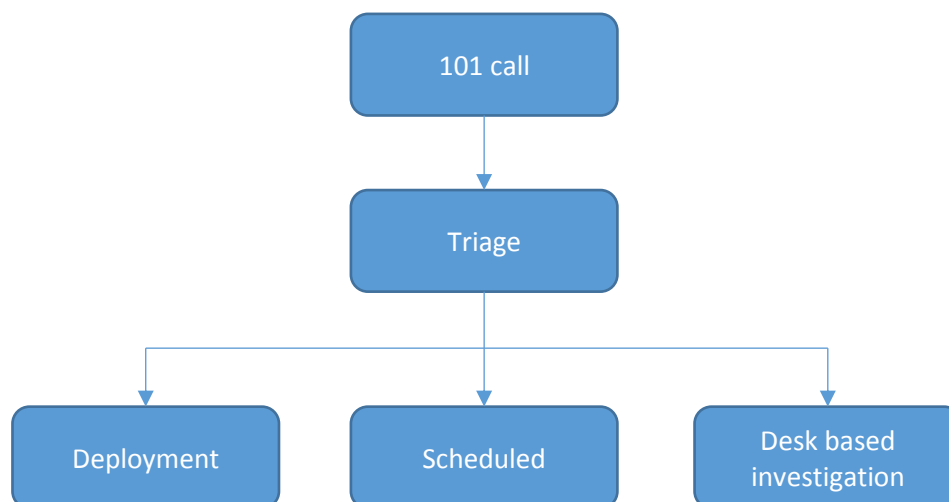 101 call
Triage
Deployment
Scheduled
Desk based
investigation